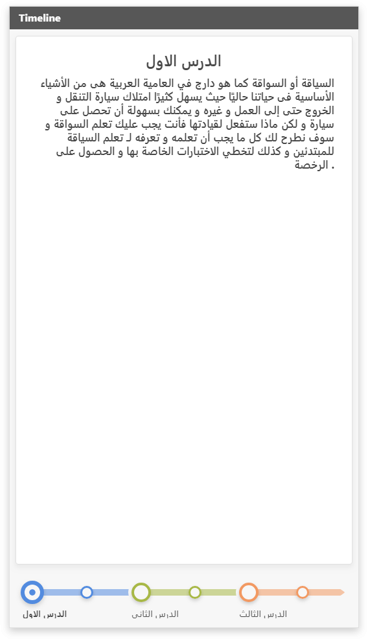 Timeline
الدرس الاول
السياقة أو السواقة كما هو دارج في العامية العربية هى من الأشياء
الأساسية فى حياتنا حاليًا حيث يسهل كثيرًا امتلاك سيارة التنقل و
الخروج حتى إلى العمل و غيره و يمكنك بسهولة أن تحصل على
سيارة و لكن ماذا ستفعل لقيادتها فأنت يجب عليك تعلم السواقة و
سوف نطرح لك كل ما يجب أن تعلمه و تعرفه لـ تعلم السياقة
للمبتدئين و كذلك لتخطي الاختبارات الخاصة بها و الحصول على
الرخصة .
الدرس الاول
الدرس الثانى
الدرس الثالث